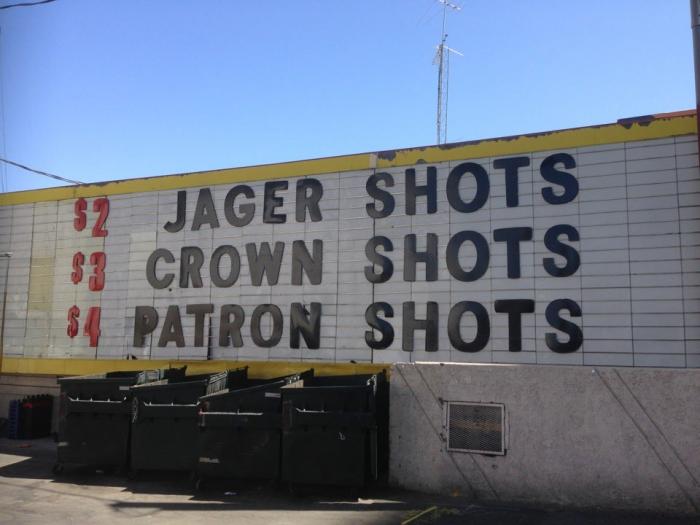 $2 JAGER SHOTS
$3 CROWN SHOTS
$4 PATRON SHOTS